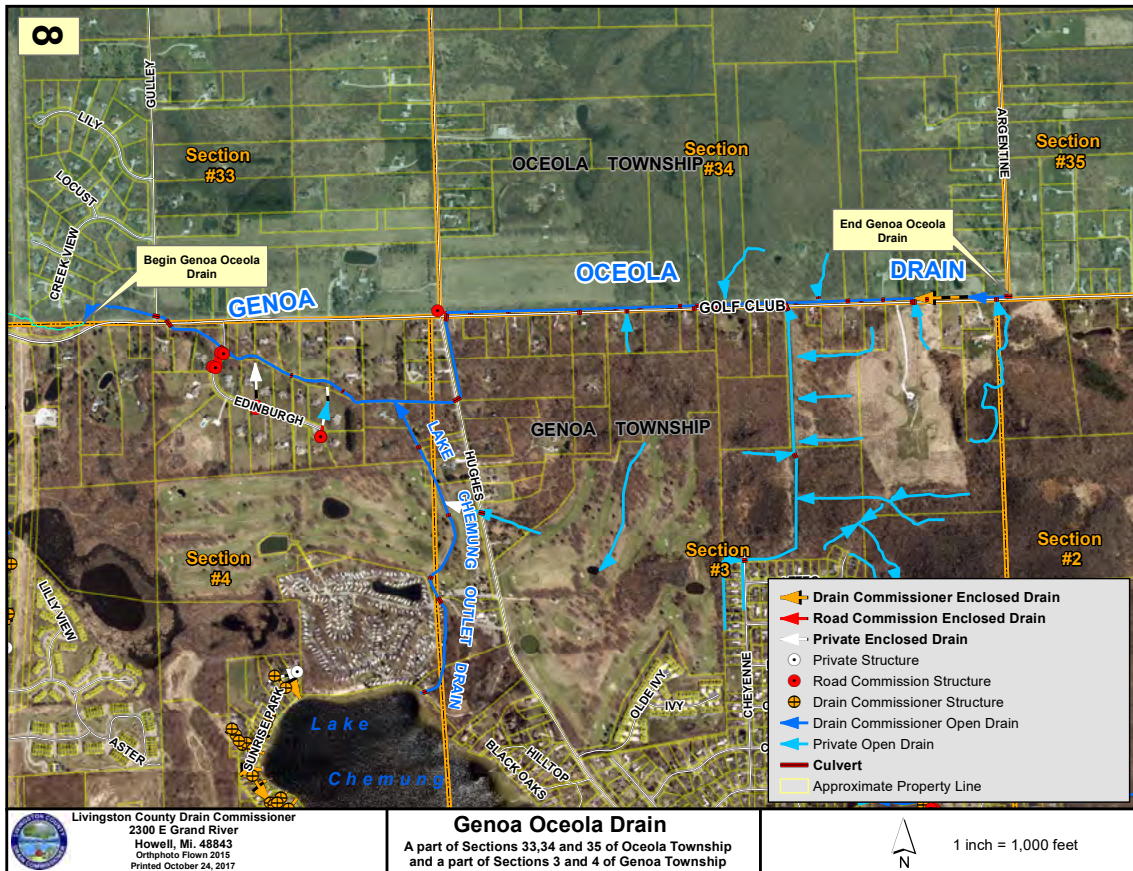 8
GULLEY
LILY
LOCUST
CREEK VIEW
Section
#33
OCEOLA TOWNSHIP
Section
#34
ARGENTINE
Section
#35
Begin Genoa Oceola
Drain
End Genoa Oceola
Drain
GENOA
OCEOLA
DRAIN
GOLF CLUB
EDINBURGH
GENOA TOWNSHIP
LAKE CHEMUNG OUTLET DRAIN
HUGHES
Section
#4
Section
#3
Section
#2
LILLY VIEW
ASTER
SUNRISE PARK
Lake
Chemung
BLACK OAKS
HILLTOP
OLDE IVY
IVY
CHEYENNE
Drain Commissioner Enclosed Drain
Road Commission Enclosed Drain
Private Enclosed Drain
Private Structure
Road Commission Structure
Drain Commissioner Structure
Drain Commissioner Open Drain
Private Open Drain
Culvert
Approximate Property Line
Livingston County Drain Commissioner
2300 E Grand River
Howell, Mi. 48843
Orthphoto Flown 2015
Printed October 24, 2017
Genoa Oceola Drain
A part of Sections 33,34 and 35 of Oceola Township
and a part of Sections 3 and 4 of Genoa Township
N
1 inch = 1,000 feet